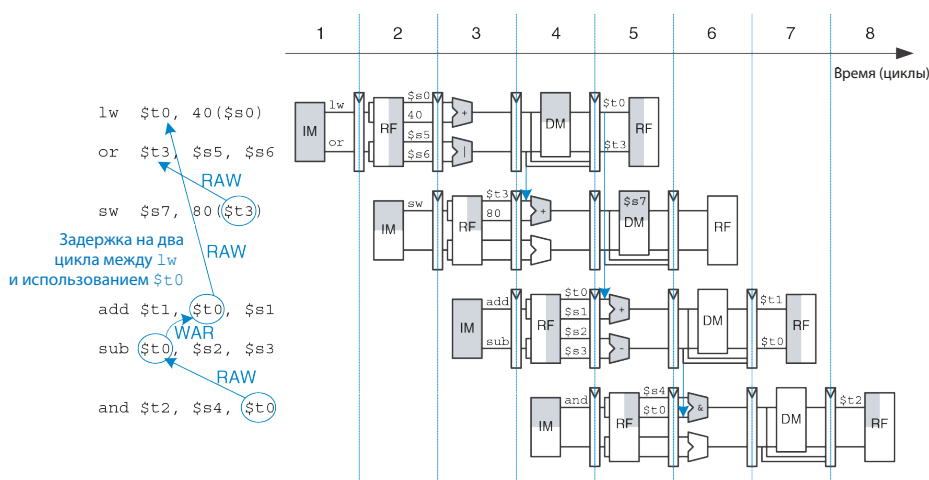 1 2 3 4 5 6 7 8
Время (циклы)
lw $t0, 40($s0)
or $t3, $s5, $s6
RAW
sw $s7, 80($t3)
Задержка на два
цикла между lw
и использованием $t0
RAW
add $t1, $t0, $s1
WAR
sub $t0, $s2, $s3
RAW
and $t2, $s4, $t0
IM
lw
or
RF
$s0
40
$s5
$s6
+
|
DM
$t0
$t3
RF
IM
sw
RF
$t3
80
+
$s7
DM
RF
IM
add
sub
RF
$t0
$s1
$s2
$s3
+
-
DM
$t1
$t0
RF
IM
and
RF
$s4
$t0
&
DM
$t2
RF